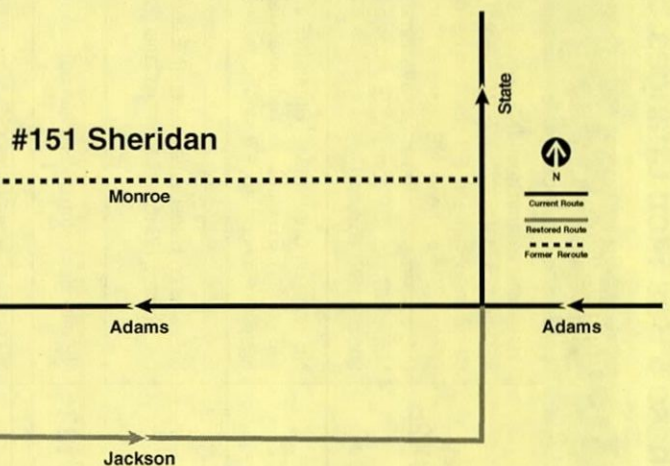 State
#151 Sheridan
Monroe
N
Current Route
Restored Route
Former Reroute
Adams
Adams
Jackson